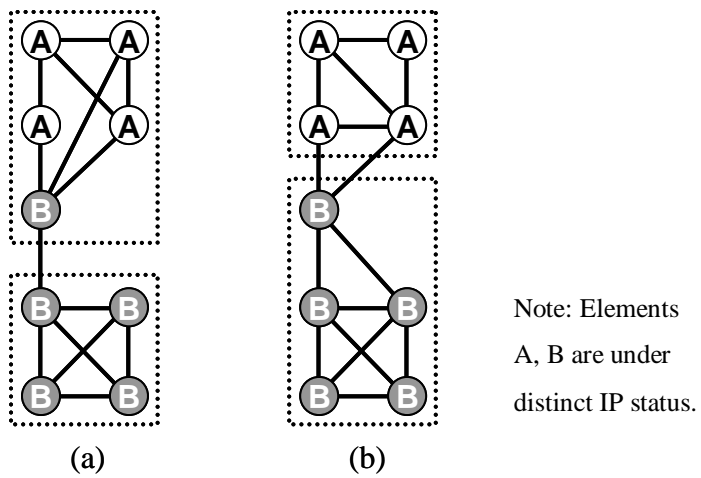 A A A A
A A A A
B B
B B B B
B B B B
(a) (b)
Note: Elements
A, B are under
distinct IP status.